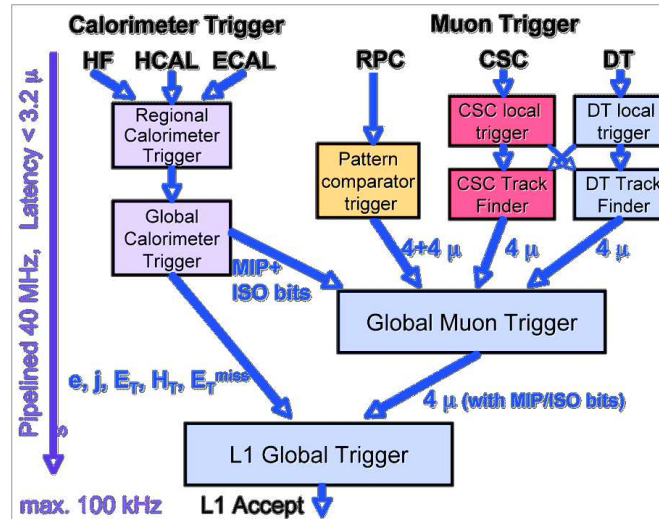 Calorimeter Trigger
Muon Trigger
HF HCAL ECAL
RPC CSC DT
Regional
Calorimeter
Trigger
CSC local
trigger
DT local
trigger
Pattern
comparator
trigger
CSC Track
Finder
DT Track
Finder
Global
Calorimeter
Trigger
MIP+
ISO bits
4+4 μ
4 μ
4 μ
Global Muon Trigger
e, j, E_T, H_T, E_T^miss
4 μ (with MIP/ISO bits)
L1 Global Trigger
L1 Accept
Pipelined 40 MHz, Latency < 3.2 μ
s
max. 100 kHz